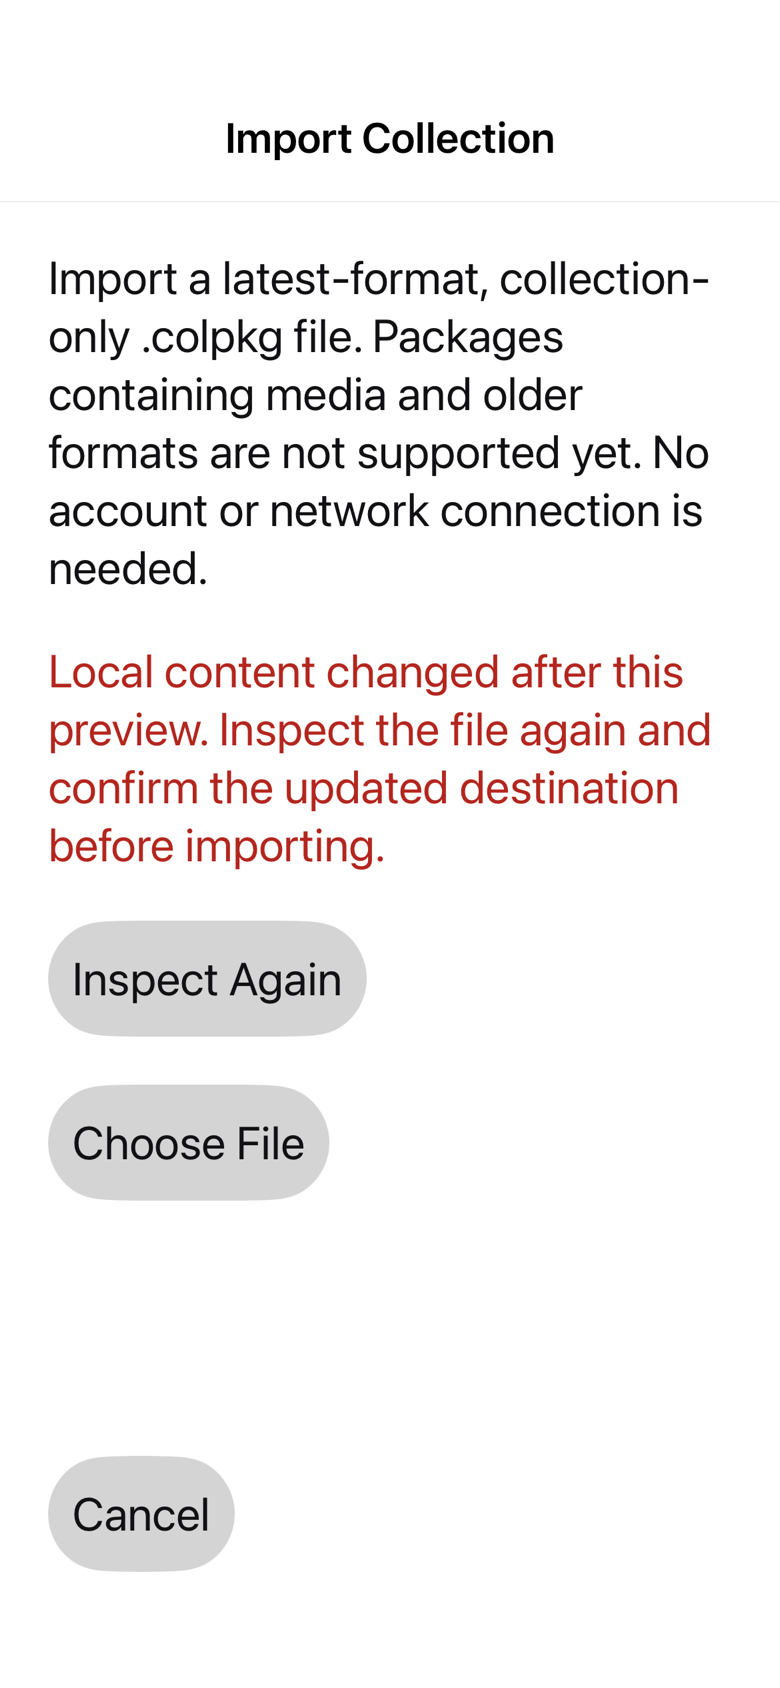 Import Collection
Import a latest-format, collection-
only .colpkg file. Packages
containing media and older
formats are not supported yet. No
account or network connection is
needed.
Local content changed after this
preview. Inspect the file again and
confirm the updated destination
before importing.
Inspect Again
Choose File
Cancel